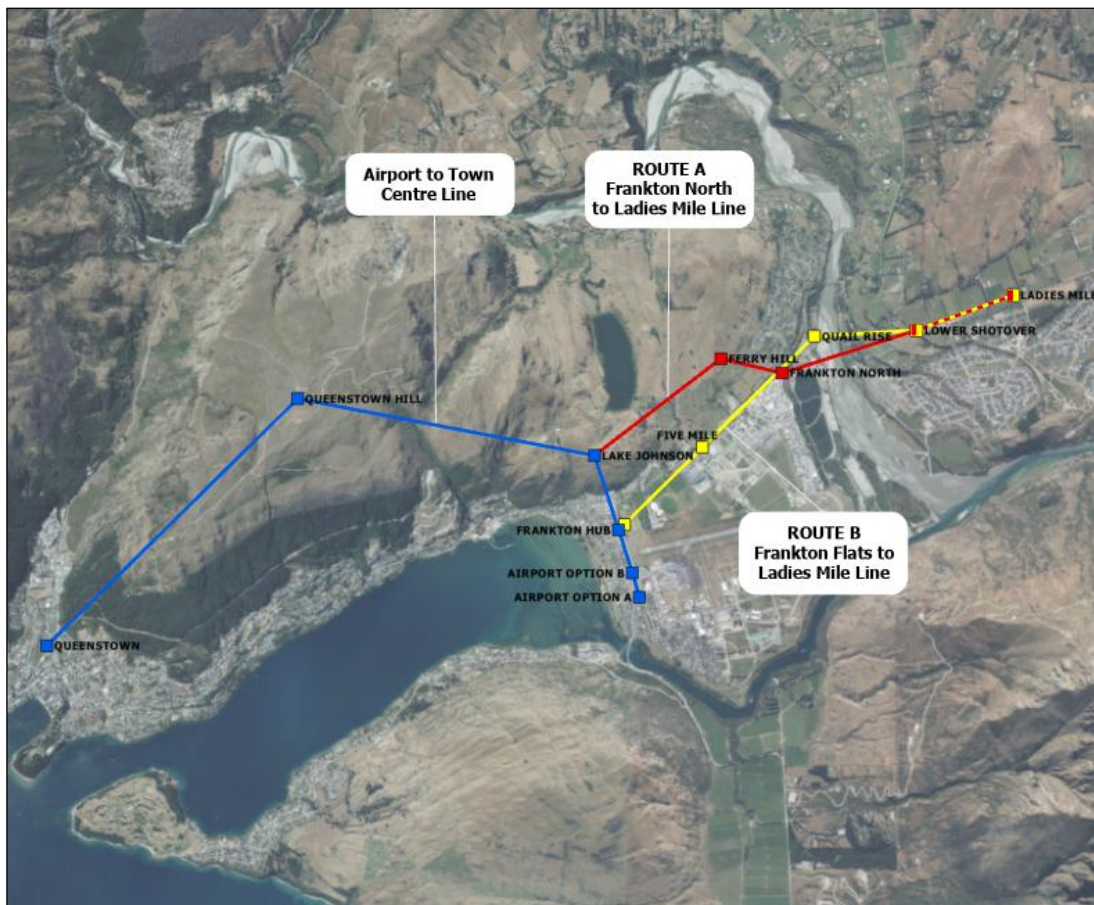 Airport to Town
Centre Line
ROUTE A
Frankton North
to Ladies Mile Line
LADIES MILE
QUAIL RISE
LOWER SHOTOVER
FERRY HILL
FRANKTON NORTH
QUEENSTOWN HILL
FIVE MILE
LAKE JOHNSON
FRANKTON HUB
ROUTE B
Frankton Flats to
Ladies Mile Line
AIRPORT OPTION B
AIRPORT OPTION A
QUEENSTOWN